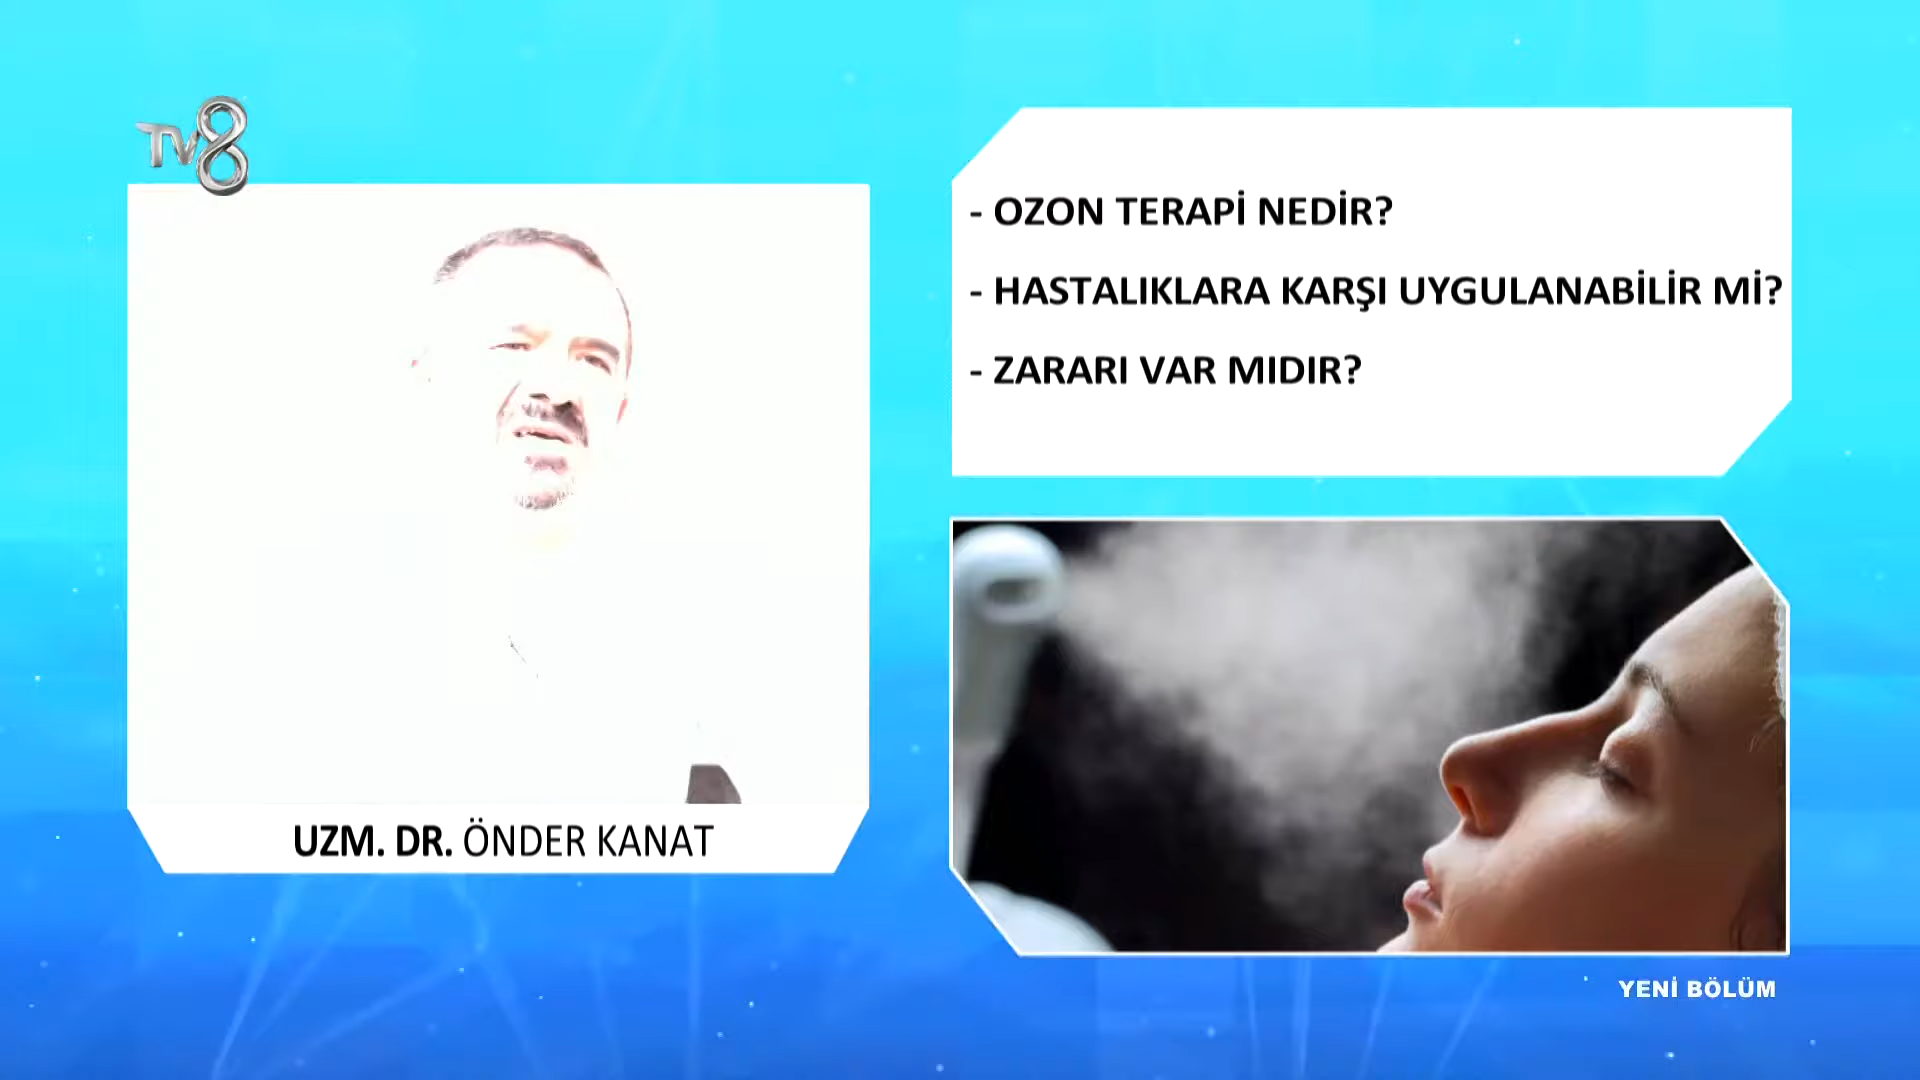 TV8
UZM. DR. ÖNDER KANAT
- OZON TERAPİ NEDİR?
- HASTALIKLARA KARŞI UYGULANABİLİR Mİ?
- ZARARI VAR MIDIR?
YENİ BÖLÜM